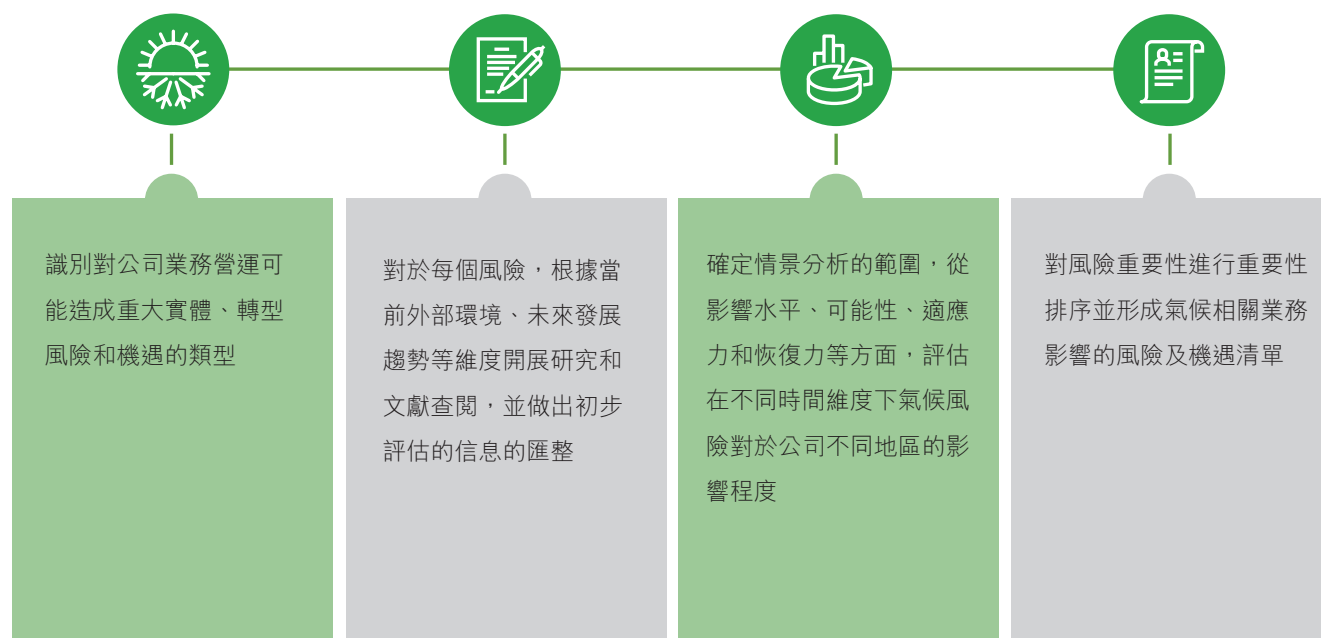 識別對公司業務營運可
能造成重大實體、轉型
風險和機遇的類型
對於每個風險，根據當
前外部環境、未來發展
趨勢等維度開展研究和
文獻查閱，並做出初步
評估的信息的匯整
確定情景分析的範圍，從
影響水平、可能性、適應
力和恢復力等方面，評估
在不同時間維度下氣候風
險對於公司不同地區的影
響程度
對風險重要性進行重要性
排序並形成氣候相關業務
影響的風險及機遇清單